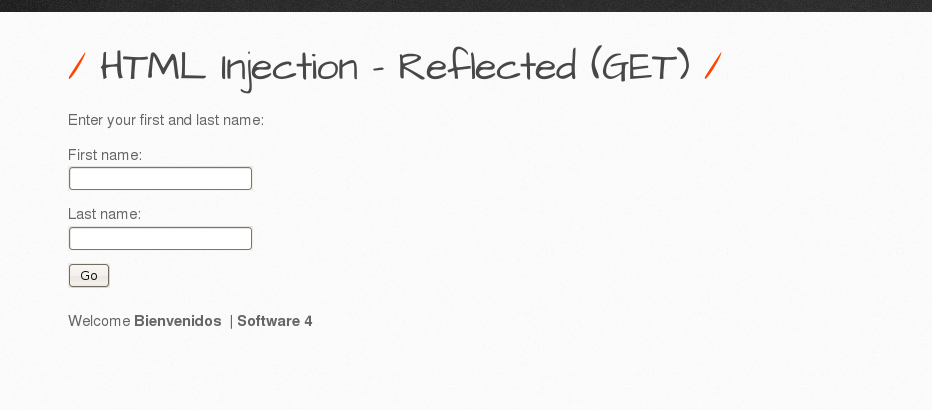 / HTML Injection - Reflected (GET) /
Enter your first and last name:
First name:
Last name:
Go
Welcome Bienvenidos | Software 4